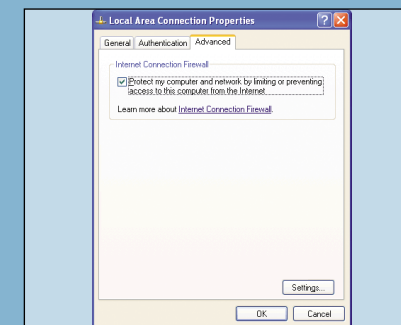 Local Area Connection Properties
General Authentication Advanced
Internet Connection Firewall
Protect my computer and network by limiting or preventing
access to this computer from the Internet
Learn more about Internet Connection Firewall.
Settings...
OK Cancel